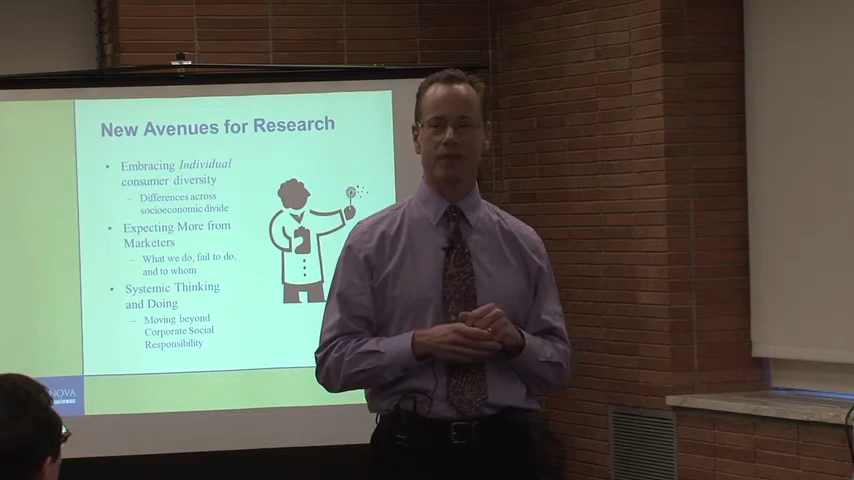 New Avenues for Research
• Embracing Individual
consumer diversity
– Differences across
socioeconomic divide
• Expecting More from
Marketers
– What we do, fail to do,
and to whom
• Systemic Thinking
and Doing
– Moving beyond
Corporate Social
Responsibility
NOVA